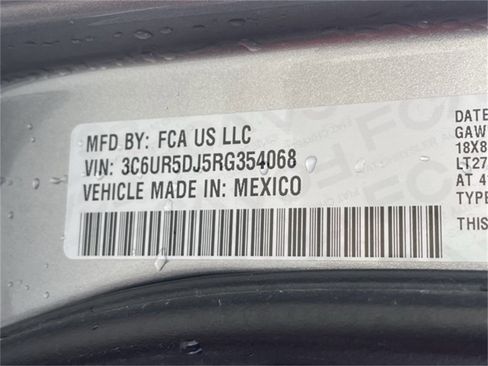 MFD BY: FCA US LLC
VIN: 3C6UR5DJ5RG354068
VEHICLE MADE IN: MEXICO
DATE
GAW
18X8
LT27
AT 4
TYPE
THIS